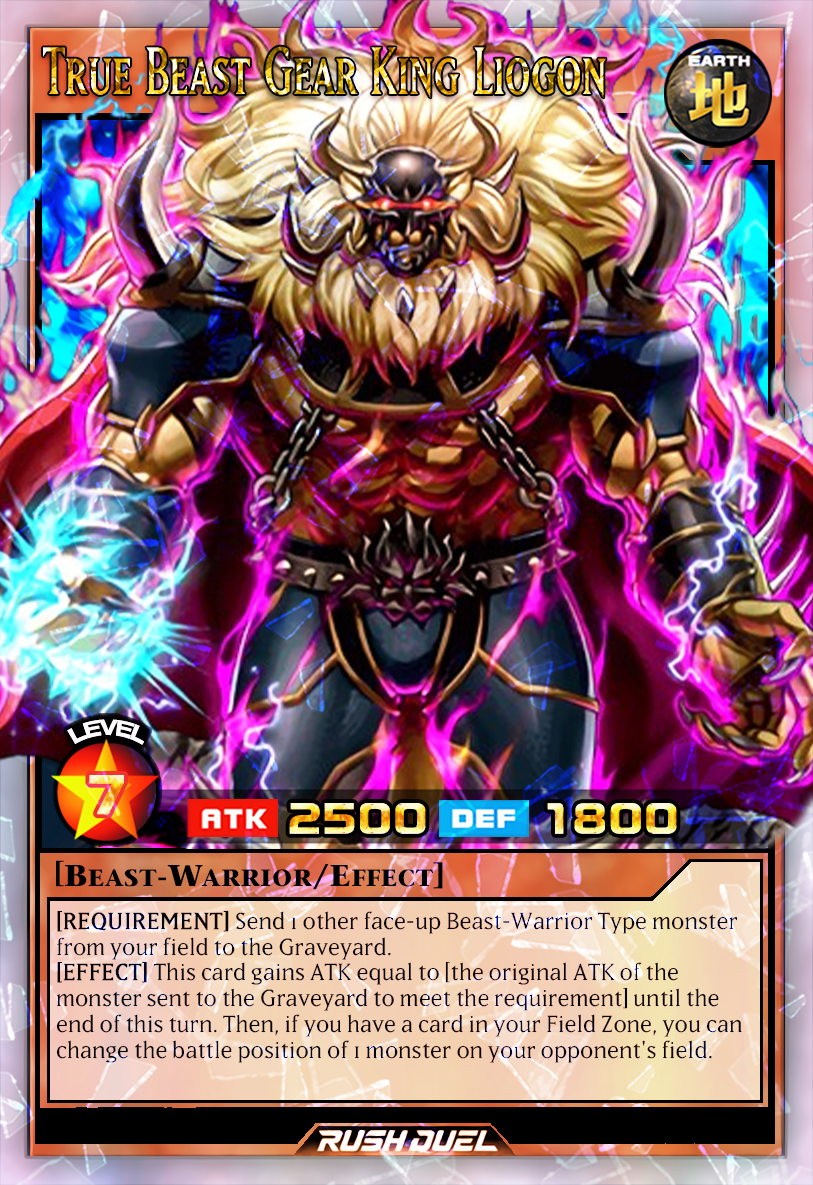 True Beast Gear King Liogon
EARTH
地
LEVEL
7
ATK 2500 DEF 1800
[Beast-Warrior/Effect]
[REQUIREMENT] Send 1 other face-up Beast-Warrior Type monster
from your field to the Graveyard.
[EFFECT] This card gains ATK equal to [the original ATK of the
monster sent to the Graveyard to meet the requirement] until the
end of this turn. Then, if you have a card in your Field Zone, you can
change the battle position of 1 monster on your opponent's field.
RUSH DUEL